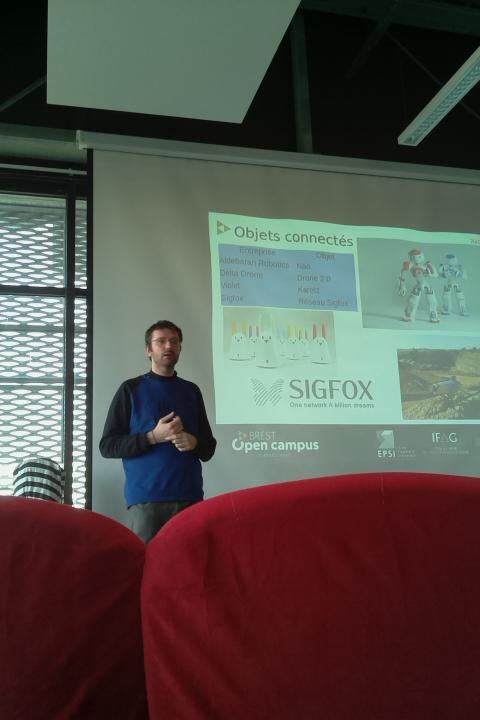 Objets connectés
Entreprise Objet
Aldebaran Robotics Nao
Delta Drone Drone 2.0
Violet Karotz
Sigfox Réseau Sigfox
SIGFOX
One network A billion dreams
BREST
Open campus
EPSI
IFAG